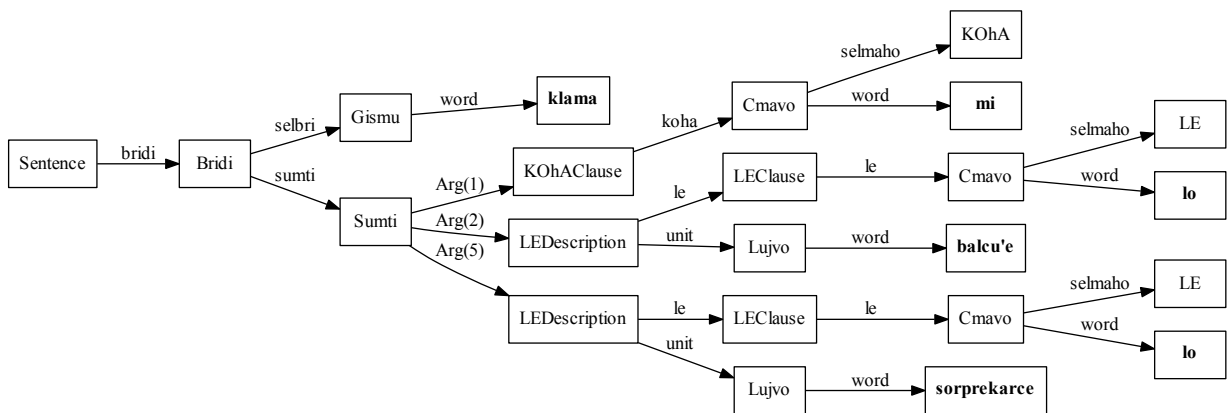 selmaho
KOhA
word
klama
Cmavo
word
mi
Gismu
selbri
koha
selmaho
LE
Sentence
bridi
Bridi
KOhAClause
LEClause
le
Cmavo
sumti
Arg(1)
le
word
lo
Sumti
Arg(2)
LEDescription
unit
Lujvo
word
balcu'e
Arg(5)
selmaho
LE
LEDescription
le
LEClause
le
Cmavo
word
unit
lo
Lujvo
word
sorprekarce